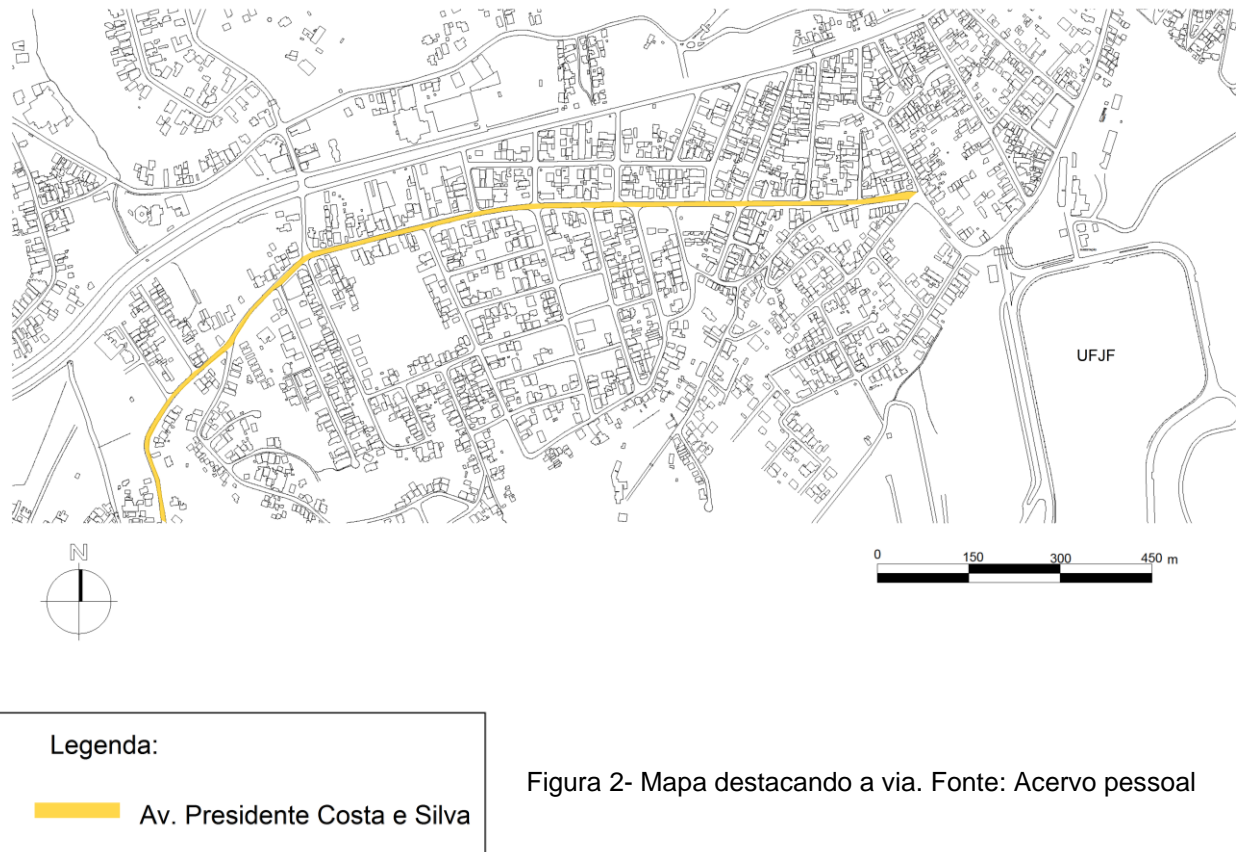 UFJF
N
0 150 300 450 m
Legenda:
Av. Presidente Costa e Silva
Figura 2- Mapa destacando a via. Fonte: Acervo pessoal